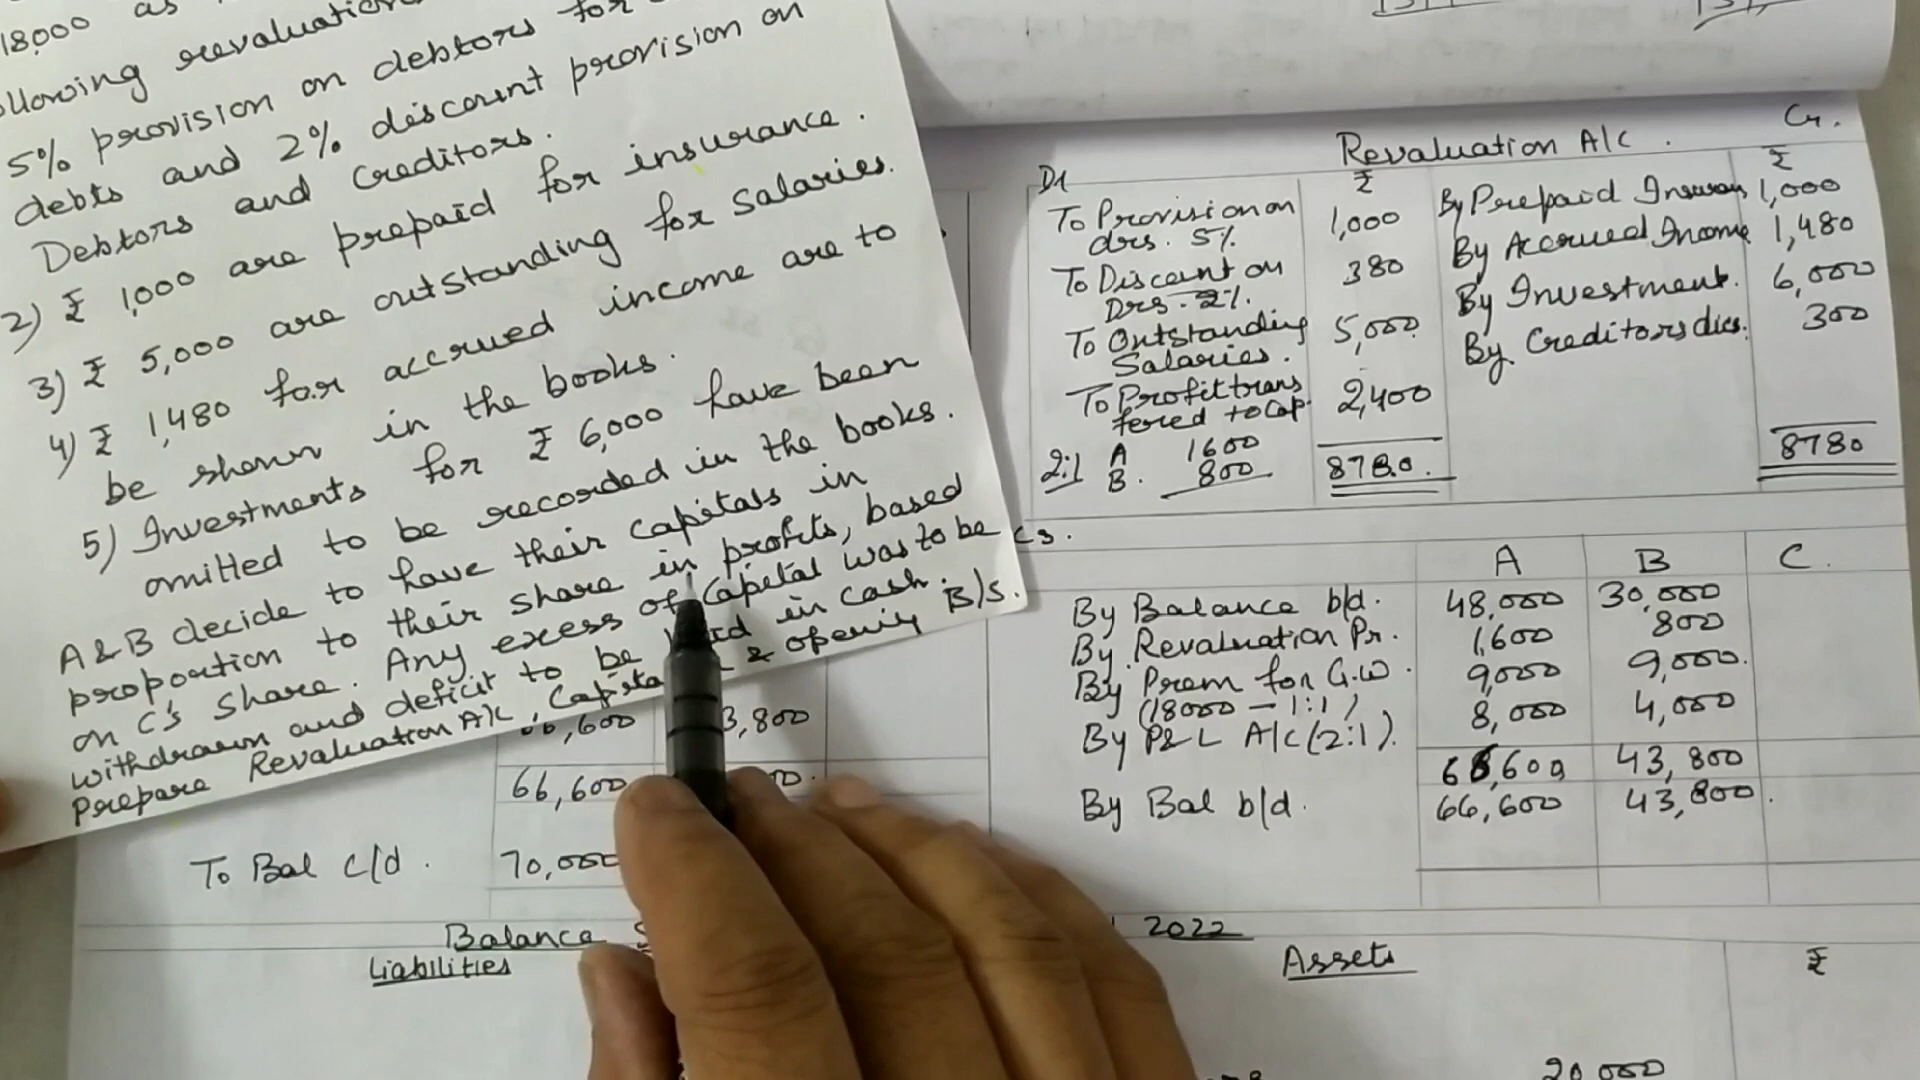 18,000 as
ollowing revaluation
5% provision on debtors for
debts and 2% discount provision on
Debtors and Creditors.
2) ₹ 1,000 are prepaid for insurance.
3) ₹ 5,000 are outstanding for salaries.
4) ₹ 1,480 for accrued income are to
be shown in the books.
5) Investments for ₹ 6,000 have been
omitted to be recorded in the books.
A & B decide to have their Capitals in
proportion to their share in profits, based
on C's share. Any excess of Capital was to be
withdrawn and deficit to be in cash.
Prepare Revaluation A/c, Capital & opening B/S.
Revaluation A/c.
Dr Cr.
₹ ₹
To Provision on drs. 5% 1,000 By Prepaid Insuran 1,000
To Discount on Drs. 2% 380 By Accrued Income 1,480
To Outstanding Salaries. 5,000 By Investment. 6,000
To Profit trans fered to Cap. 2,400 By Creditors dis. 300
2:1 A 1600
B. 800 8780. 8780
cs.
A B C.
By Balance b/d. 48,000 30,000
By Revaluation Pr. 1,600 800
By Prem for G.W. 9,000 9,000.
(18000 - 1:1)
By P&L A/c (2:1). 8,000 4,000
66,600 3,800 66,600 43,800
66,600 By Bal b/d. 66,600 43,800.
To Bal c/d. 70,000
Balance 2022
Liabilities Assets ₹
20,000